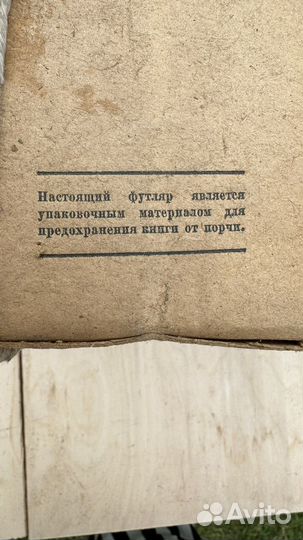 Настоящий футляр является
упаковочным материалом для
предохранения книги от порчи.
Avito